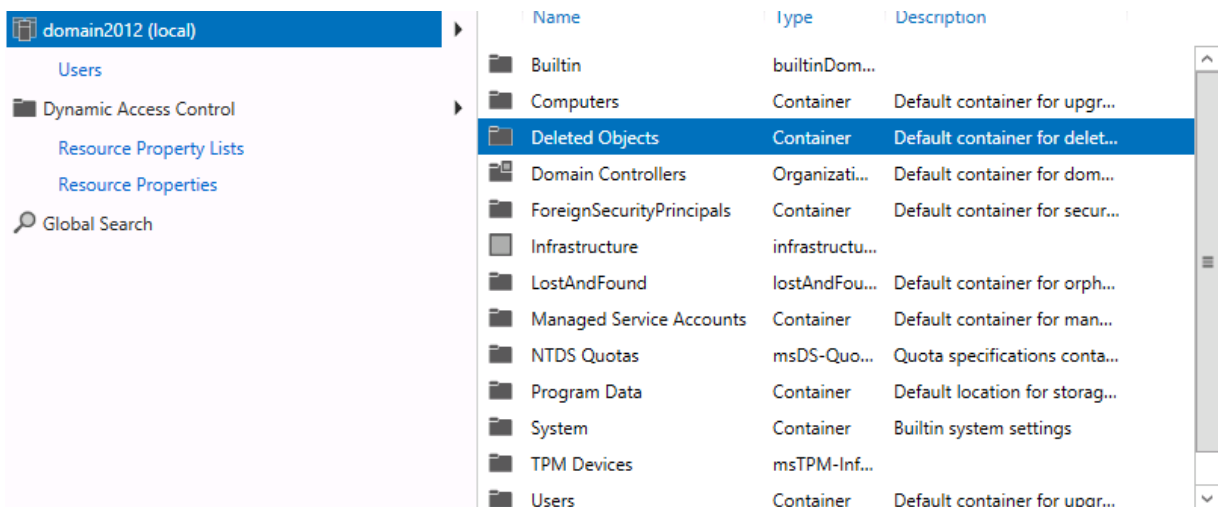 Name Type Description
domain2012 (local)
Users
Dynamic Access Control
Resource Property Lists
Resource Properties
Global Search
Builtin builtinDom...
Computers Container Default container for upgr...
Deleted Objects Container Default container for delet...
Domain Controllers Organizati... Default container for dom...
ForeignSecurityPrincipals Container Default container for secur...
Infrastructure infrastructu...
LostAndFound lostAndFou... Default container for orph...
Managed Service Accounts Container Default container for man...
NTDS Quotas msDS-Quo... Quota specifications conta...
Program Data Container Default location for storag...
System Container Builtin system settings
TPM Devices msTPM-Inf...
Users Container Default container for upgr...